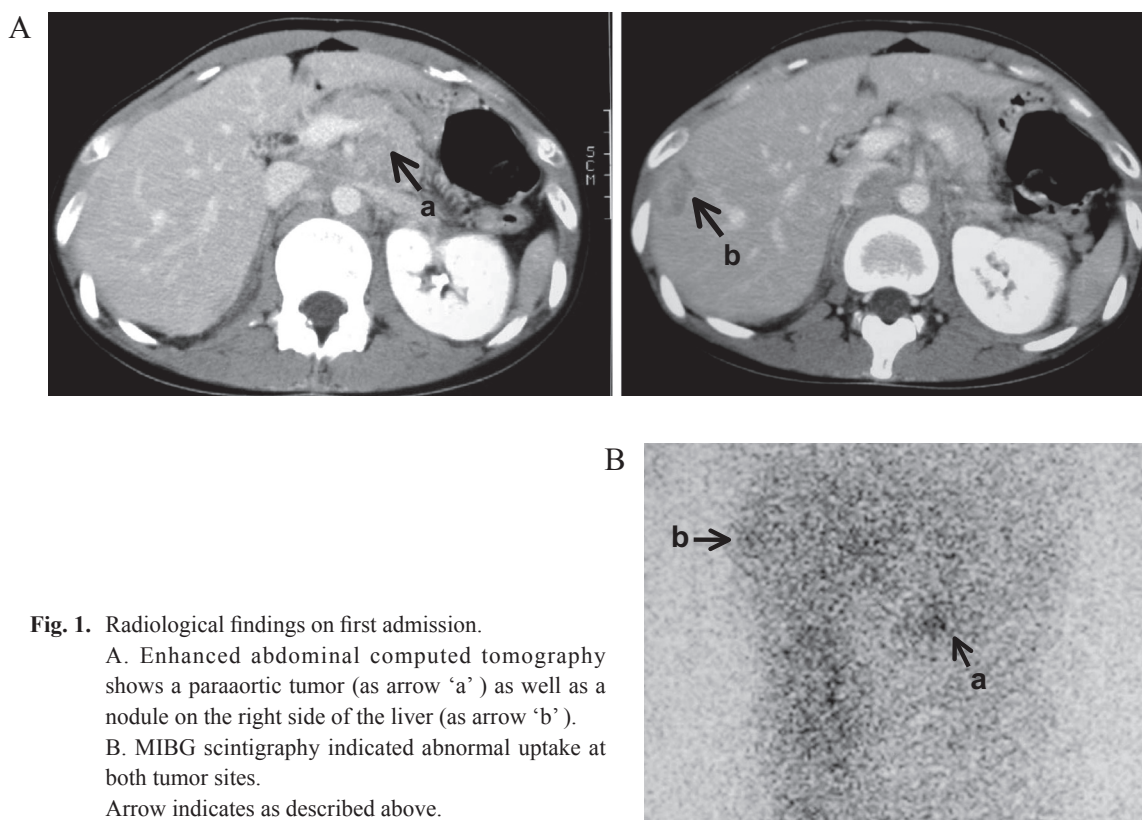 A
5CM
a
b
B
b
a
Fig. 1. Radiological findings on first admission.
A. Enhanced abdominal computed tomography
shows a paraaortic tumor (as arrow ‘a’ ) as well as a
nodule on the right side of the liver (as arrow ‘b’ ).
B. MIBG scintigraphy indicated abnormal uptake at
both tumor sites.
Arrow indicates as described above.